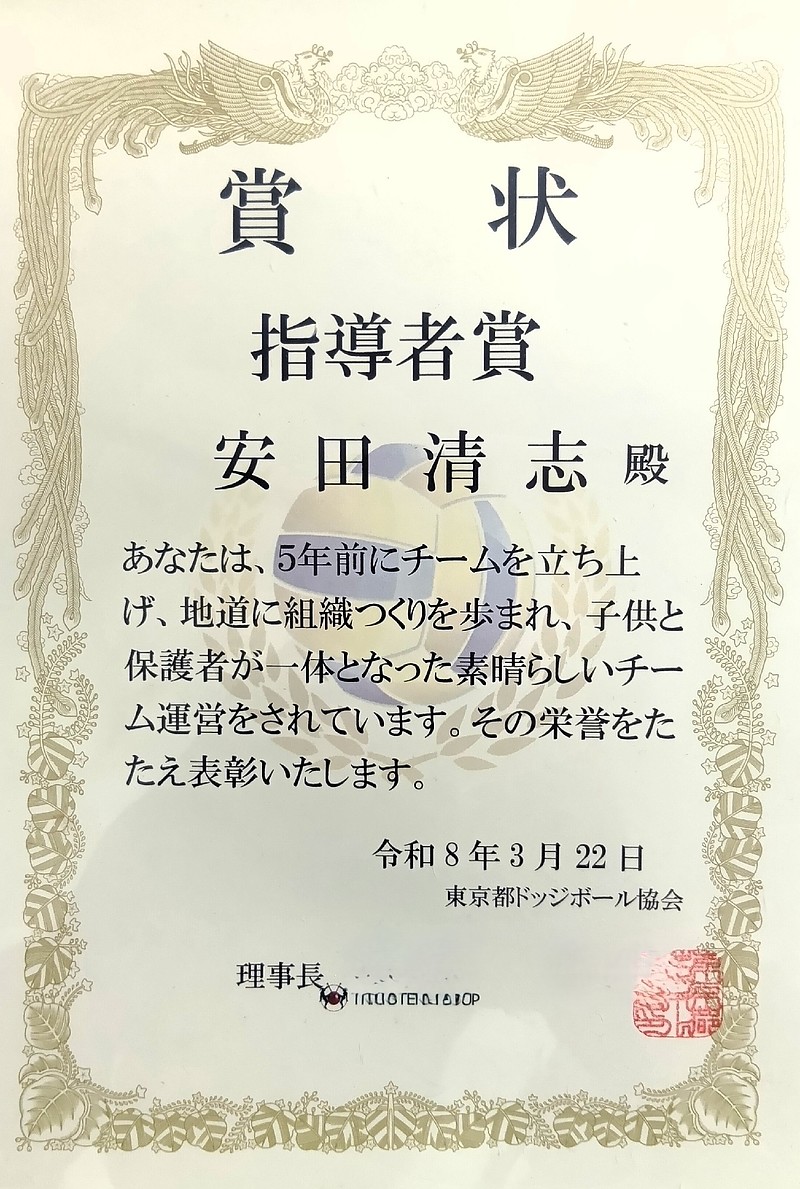 賞状
指導者賞
安田清志殿
あなたは、5年前にチームを立ち上
げ、地道に組織つくりを歩まれ、子供と
保護者が一体となった素晴らしいチー
ム運営をされています。その栄誉をた
たえ表彰いたします。
令和8年3月22日
東京都ドッジボール協会
理事長